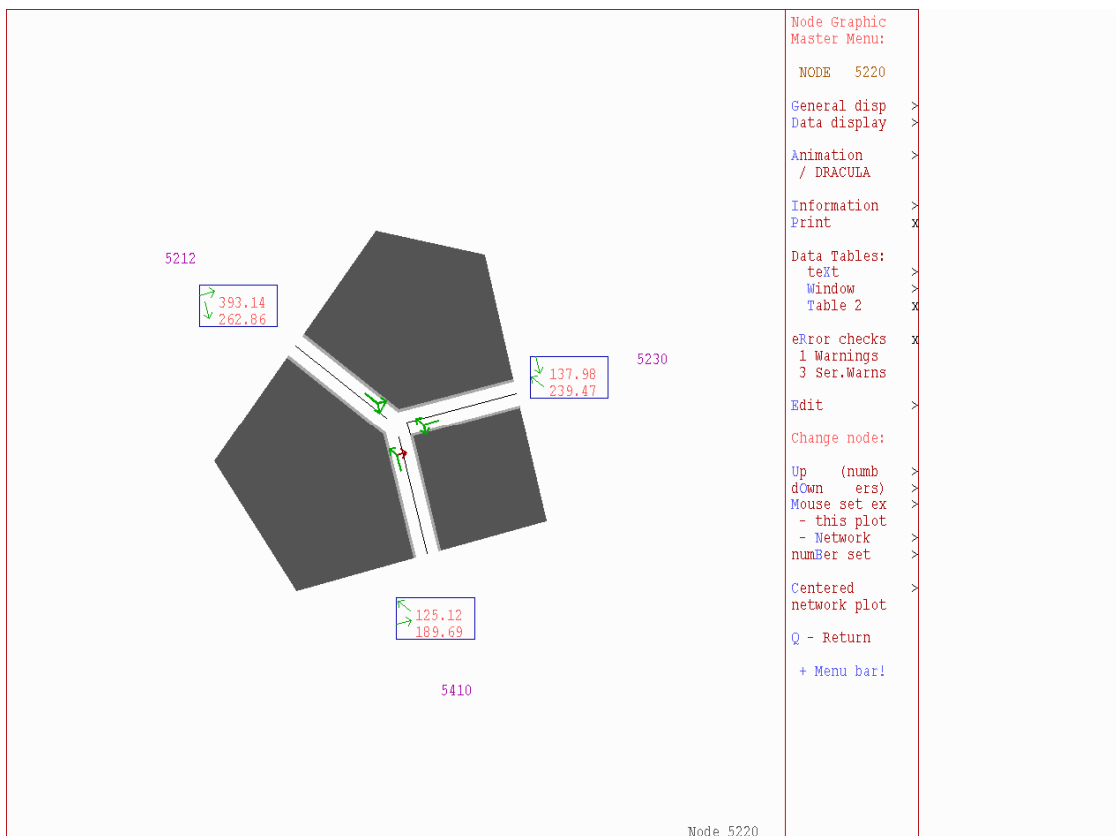 5212
393.14
262.86
5230
137.98
239.47
125.12
189.69
5410
Node 5220
Node Graphic
Master Menu:
NODE 5220
General disp >
Data display >
Animation >
/ DRACULA
Information >
Print x
Data Tables:
teXt >
Window >
Table 2 x
eRror checks x
1 Warnings
3 Ser.Warns
Edit >
Change node:
Up (numb >
dOwn ers) >
Mouse set ex >
- this plot
- Network >
numBer set >
Centered >
network plot
Q - Return
+ Menu bar!